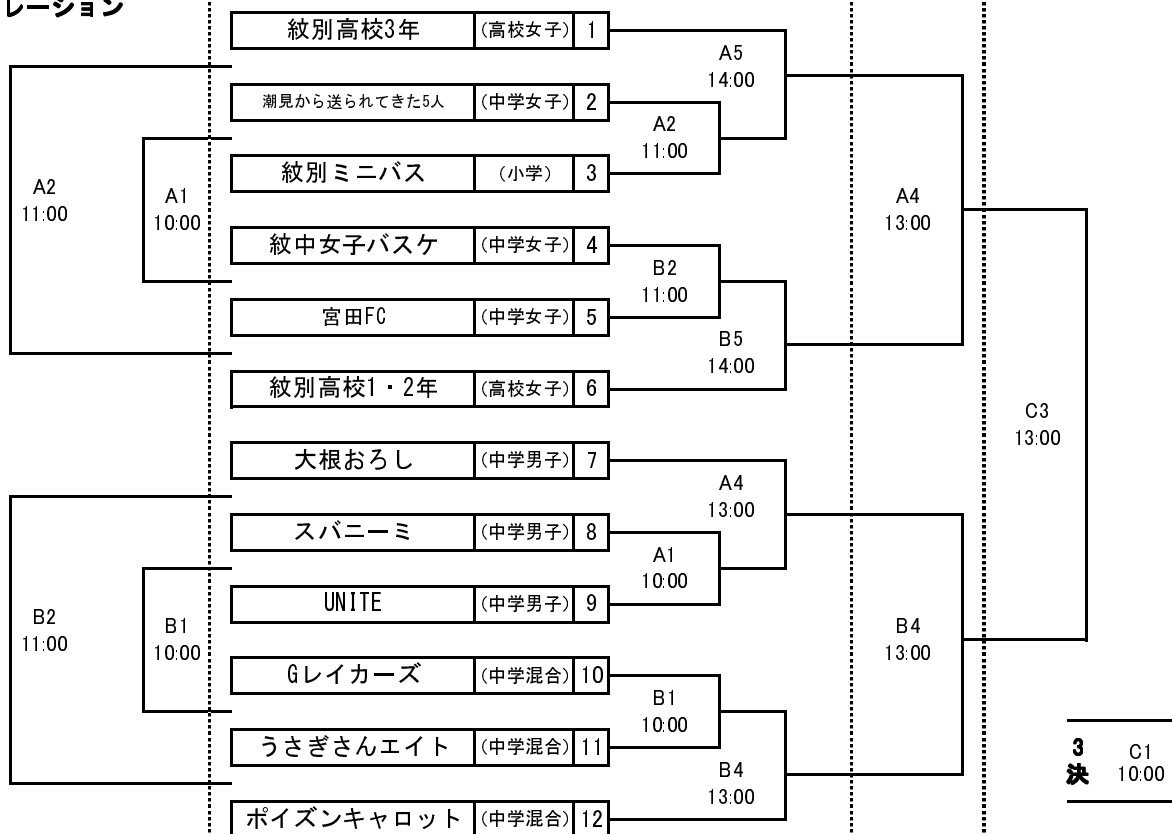 レーション
紋別高校3年 (高校女子) 1
A5
14:00
潮見から送られてきた5人 (中学女子) 2
A2
11:00
紋別ミニバス (小学) 3
A2
11:00
A1
10:00
A4
13:00
紋中女子バスケ (中学女子) 4
B2
11:00
宮田FC (中学女子) 5
B5
14:00
紋別高校1・2年 (高校女子) 6
C3
13:00
大根おろし (中学男子) 7
A4
13:00
スバニーミ (中学男子) 8
A1
10:00
UNITE (中学男子) 9
B2
11:00
B1
10:00
B4
13:00
Gレイカーズ (中学混合) 10
B1
10:00
うさぎさんエイト (中学混合) 11
B4
13:00
3決
C1
10:00
ポイズンキャロット (中学混合) 12